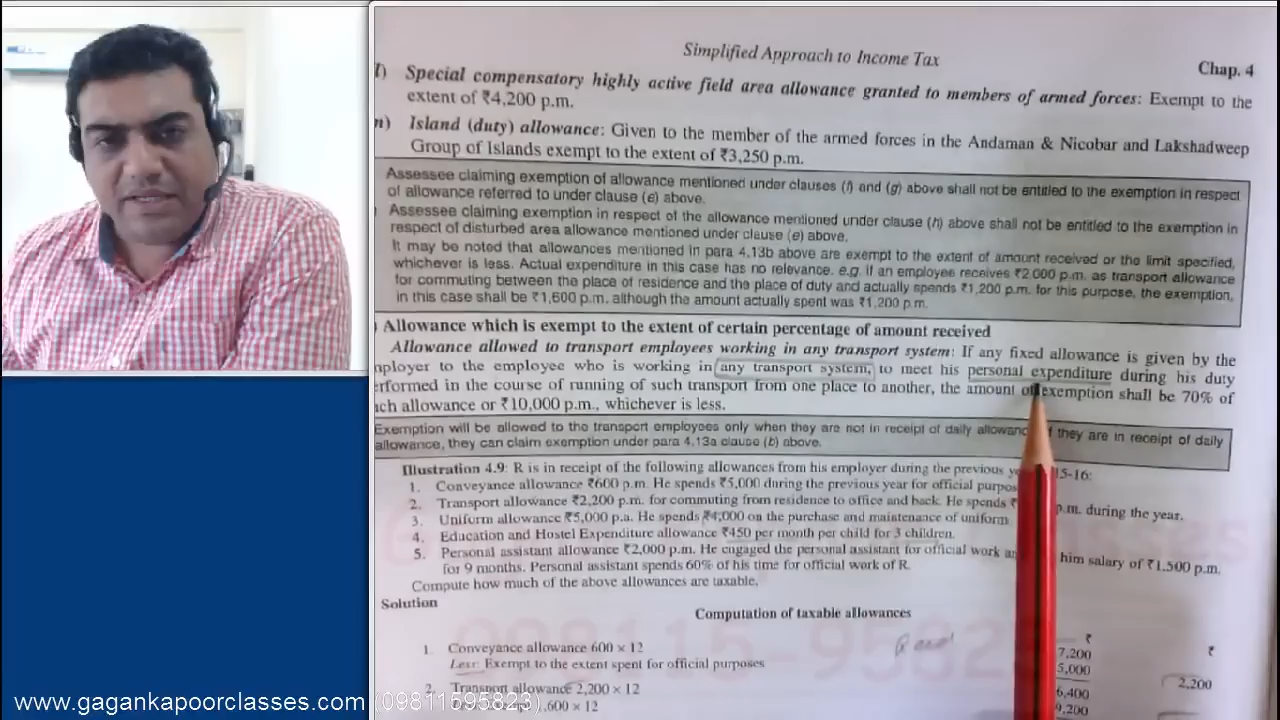 Simplified Approach to Income Tax
Chap. 4
Special compensatory highly active field area allowance granted to members of armed forces: Exempt to the
extent of ₹4,200 p.m.
n) Island (duty) allowance: Given to the member of the armed forces in the Andaman & Nicobar and Lakshadweep
Group of Islands exempt to the extent of ₹3,250 p.m.
Assessee claiming exemption of allowance mentioned under clauses (f) and (g) above shall not be entitled to the exemption in respect
of allowance referred to under clause (e) above.
Assessee claiming exemption in respect of the allowance mentioned under clause (h) above shall not be entitled to the exemption in
respect of disturbed area allowance mentioned under clause (e) above.
It may be noted that allowances mentioned in para 4.13b above are exempt to the extent of amount received or the limit specified,
whichever is less. Actual expenditure in this case has no relevance. e.g. if an employee receives ₹2,000 p.m. as transport allowance
for commuting between the place of residence and the place of duty and actually spends ₹1,200 p.m. for this purpose, the exemption,
in this case shall be ₹1,600 p.m. although the amount actually spent was ₹1,200 p.m.
) Allowance which is exempt to the extent of certain percentage of amount received
Allowance allowed to transport employees working in any transport system: If any fixed allowance is given by the
mployer to the employee who is working in any transport system, to meet his personal expenditure during his duty
erformed in the course of running of such transport from one place to another, the amount of exemption shall be 70% of
ch allowance or ₹10,000 p.m., whichever is less.
Exemption will be allowed to the transport employees only when they are not in receipt of daily allowance. If they are in receipt of daily
allowance, they can claim exemption under para 4.13a clause (b) above.
Illustration 4.9: R is in receipt of the following allowances from his employer during the previous 15-16:
1. Conveyance allowance ₹600 p.m. He spends ₹5,000 during the previous year for official purpos
2. Transport allowance ₹2,200 p.m. for commuting from residence to office and back. He spends ₹ p.m. during the year.
3. Uniform allowance ₹5,000 p.a. He spends ₹4,000 on the purchase and maintenance of uniform
4. Education and Hostel Expenditure allowance ₹450 per month per child for 3 children.
5. Personal assistant allowance ₹2,000 p.m. He engaged the personal assistant for official work an him salary of ₹1,500 p.m.
for 9 months. Personal assistant spends 60% of his time for official work of R.
Compute how much of the above allowances are taxable.
Solution
Computation of taxable allowances
₹ ₹
1. Conveyance allowance 600 × 12 7,200
Less: Exempt to the extent spent for official purposes 5,000 2,200
2. Transport allowance 2,200 × 12 6,400
,600 × 12 9,200
www.gagankapoorclasses.com (09811595823)